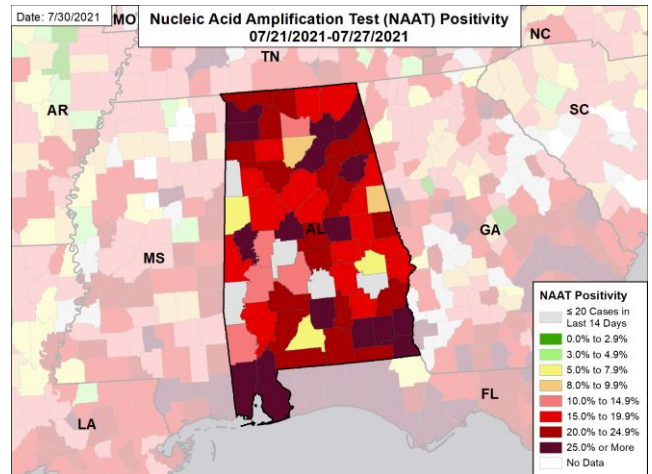 Date: 7/30/2021
Nucleic Acid Amplification Test (NAAT) Positivity
07/21/2021-07/27/2021
MO
NC
TN
AR
SC
AL
MS
GA
LA
FL
NAAT Positivity
≤ 20 Cases in
Last 14 Days
0.0% to 2.9%
3.0% to 4.9%
5.0% to 7.9%
8.0% to 9.9%
10.0% to 14.9%
15.0% to 19.9%
20.0% to 24.9%
25.0% or More
No Data